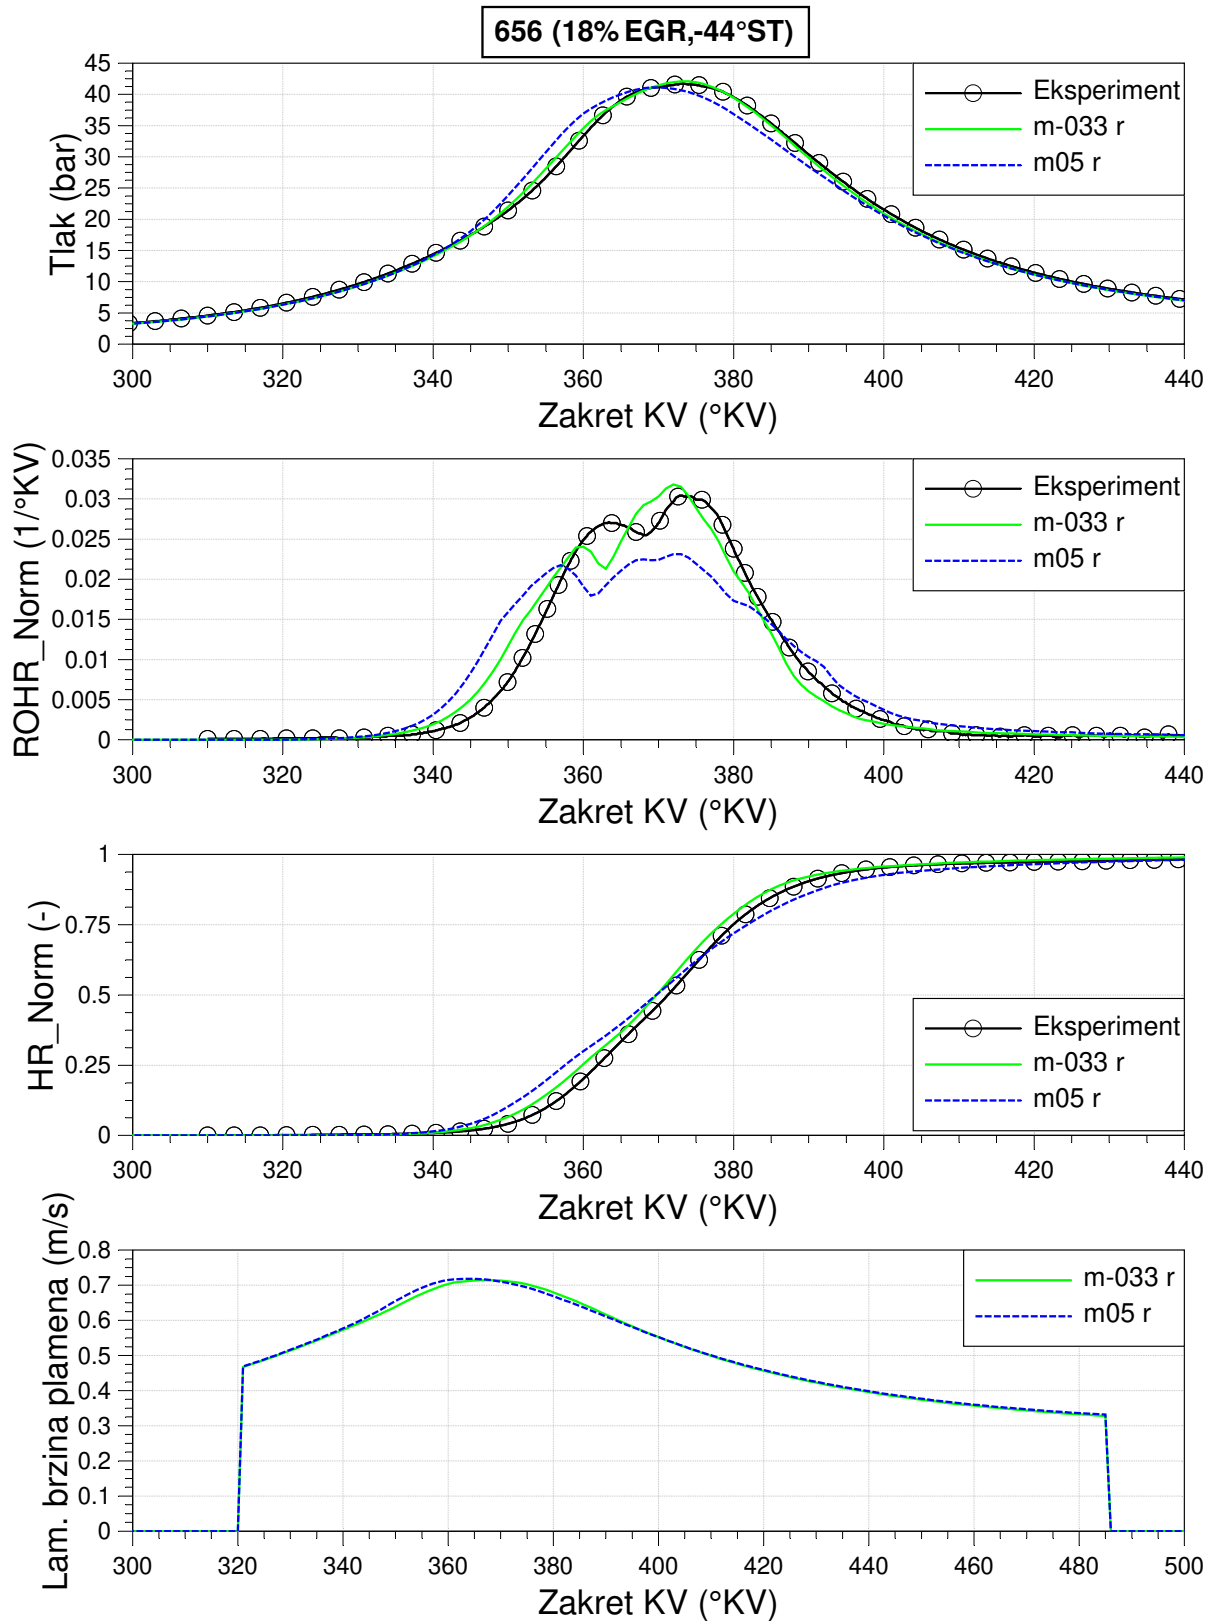 656 (18% EGR,-44°ST)
Tlak (bar)
45
40
35
30
25
20
15
10
5
0
Eksperiment
m-033 r
m05 r
300 320 340 360 380 400 420 440
Zakret KV (°KV)
ROHR_Norm (1/°KV)
0.035
0.03
0.025
0.02
0.015
0.01
0.005
0
Eksperiment
m-033 r
m05 r
300 320 340 360 380 400 420 440
Zakret KV (°KV)
HR_Norm (-)
1
0.75
0.5
0.25
0
Eksperiment
m-033 r
m05 r
300 320 340 360 380 400 420 440
Zakret KV (°KV)
Lam. brzina plamena (m/s)
0.8
0.7
0.6
0.5
0.4
0.3
0.2
0.1
0
m-033 r
m05 r
300 320 340 360 380 400 420 440 460 480 500
Zakret KV (°KV)